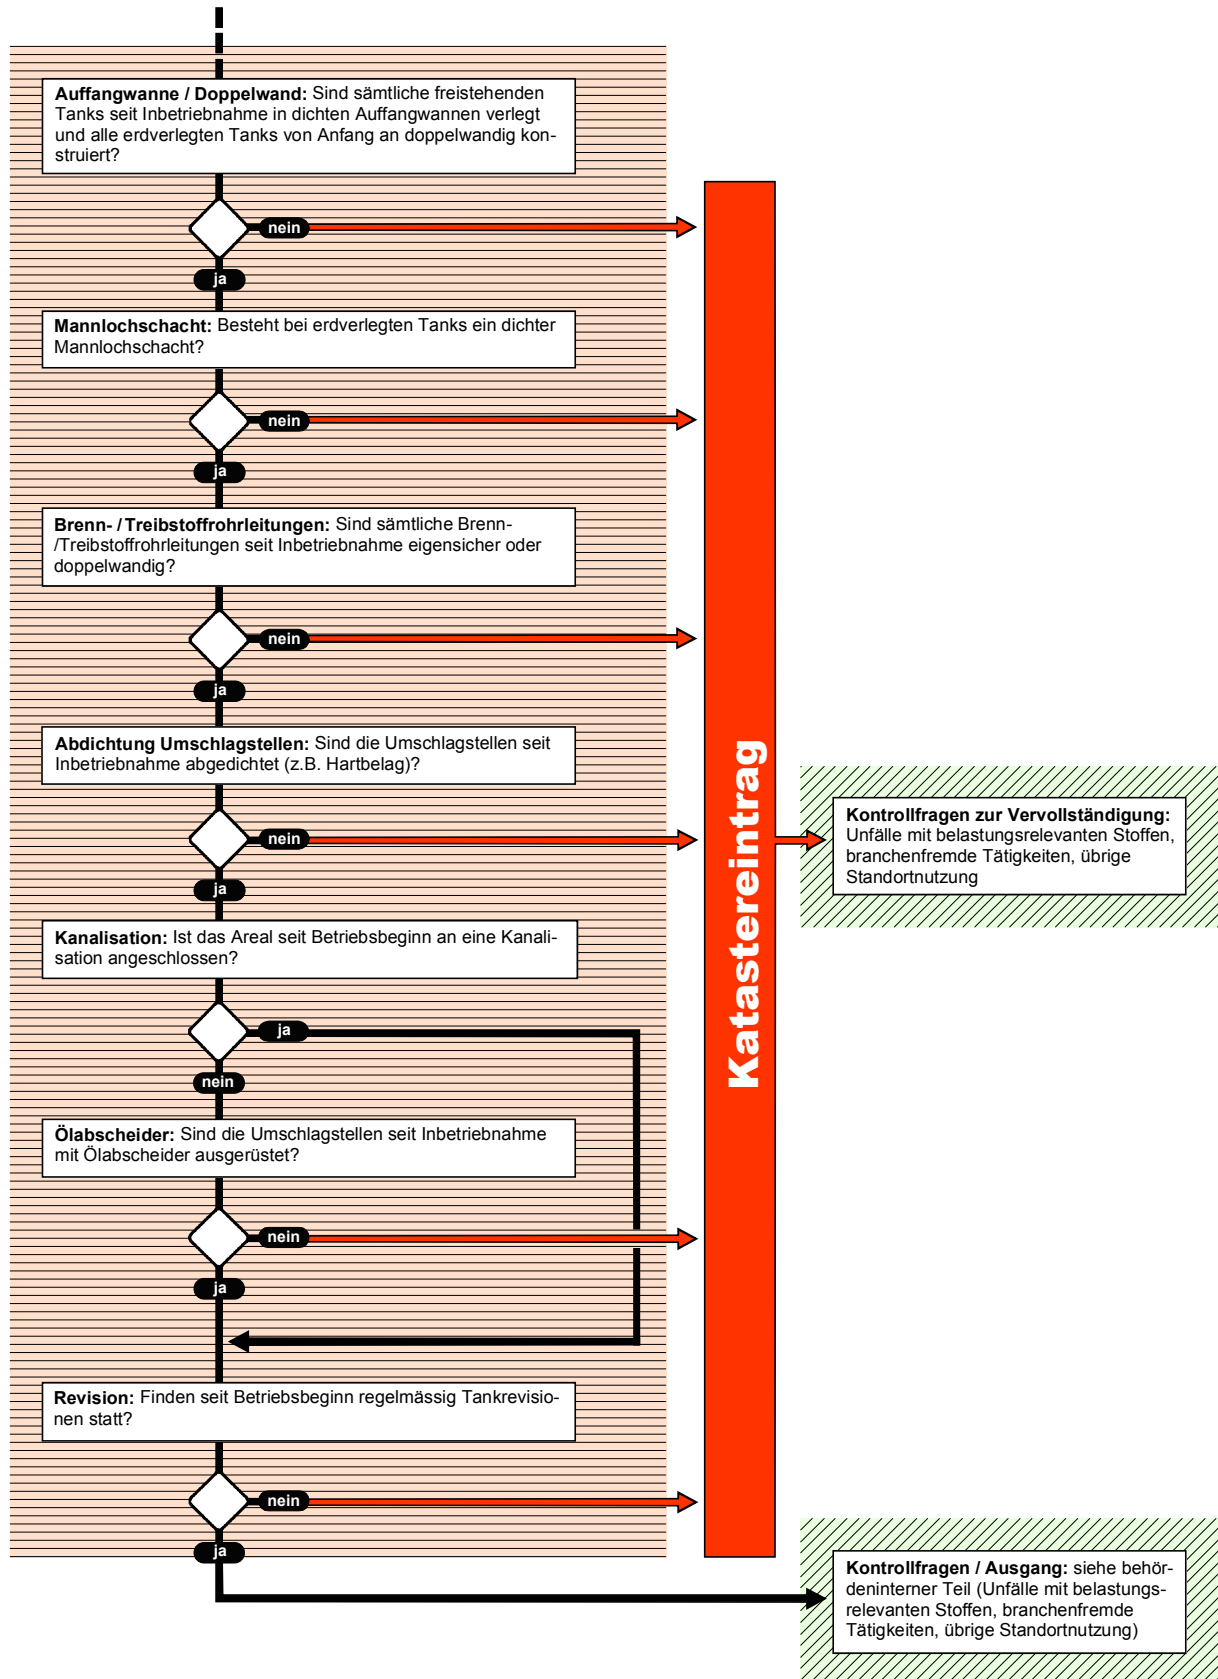 Auffangwanne / Doppelwand: Sind sämtliche freistehenden
Tanks seit Inbetriebnahme in dichten Auffangwannen verlegt
und alle erdverlegten Tanks von Anfang an doppelwandig kon-
struiert?
nein
ja
Mannlochschacht: Besteht bei erdverlegten Tanks ein dichter
Mannlochschacht?
nein
ja
Brenn- / Treibstoffrohrleitungen: Sind sämtliche Brenn-
/Treibstoffrohrleitungen seit Inbetriebnahme eigensicher oder
doppelwandig?
nein
ja
Abdichtung Umschlagstellen: Sind die Umschlagstellen seit
Inbetriebnahme abgedichtet (z.B. Hartbelag)?
nein
ja
Kanalisation: Ist das Areal seit Betriebsbeginn an eine Kanali-
sation angeschlossen?
ja
nein
Ölabscheider: Sind die Umschlagstellen seit Inbetriebnahme
mit Ölabscheider ausgerüstet?
nein
ja
Revision: Finden seit Betriebsbeginn regelmässig Tankrevisio-
nen statt?
nein
ja
Katastereintrag
Kontrollfragen zur Vervollständigung:
Unfälle mit belastungsrelevanten Stoffen,
branchenfremde Tätigkeiten, übrige
Standortnutzung
Kontrollfragen / Ausgang: siehe behör-
deninterner Teil (Unfälle mit belastungs-
relevanten Stoffen, branchenfremde
Tätigkeiten, übrige Standortnutzung)